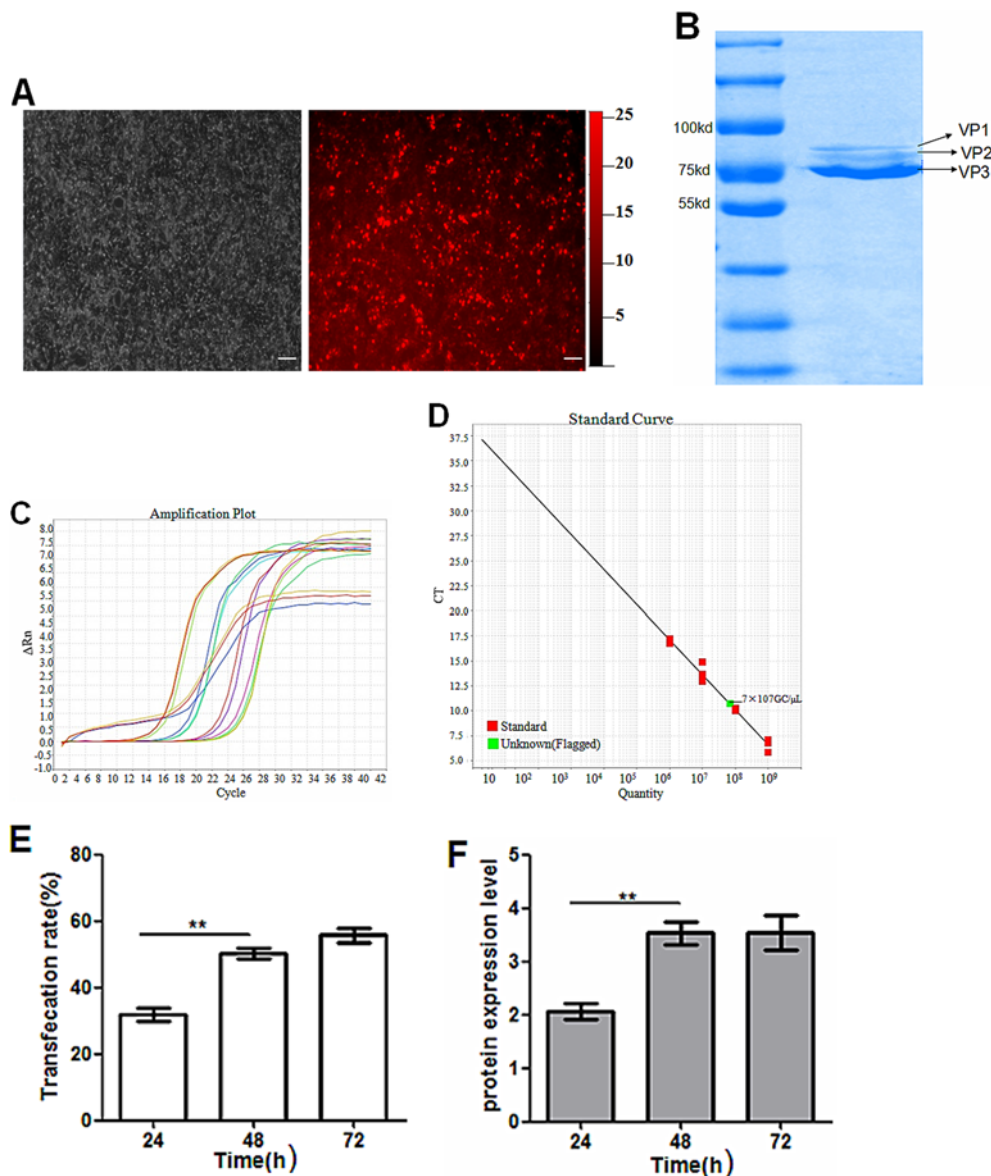 A
25
20
15
10
5
B
100kd
75kd
55kd
VP1
VP2
VP3
C
Amplification Plot
8.0
7.0
6.5
6.0
5.5
5.0
4.5
4.0
3.5
3.0
2.5
2.0
1.5
1.0
0.5
0.0
-0.5
-1.0
ΔRn
0 2 4 6 8 10 12 14 16 18 20 22 24 26 28 30 32 34 36 38 40 42
Cycle
D
Standard Curve
37.5
35.0
32.5
30.0
27.5
25.0
22.5
20.0
17.5
15.0
12.5
10.0
7.5
5.0
CT
7×107GC/μL
Standard
Unknown(Flagged)
10 10² 10³ 10⁴ 10⁵ 10⁶ 10⁷ 10⁸ 10⁹
Quantity
E
80
60
40
20
0
Transfecation rate(%)
**
24 48 72
Time(h)
F
5
4
3
2
1
0
protein expression level
**
24 48 72
Time(h)